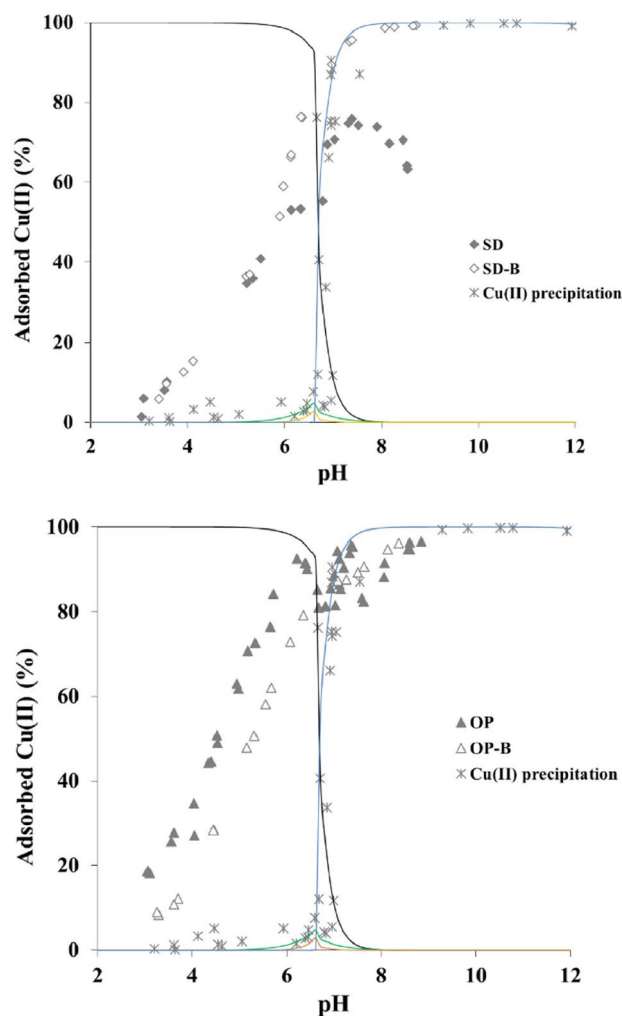 100
80
60
40
20
0
Adsorbed Cu(II) (%)
SD
SD-B
Cu(II) precipitation
2 4 6 8 10 12
pH
100
80
60
40
20
0
Adsorbed Cu(II) (%)
OP
OP-B
Cu(II) precipitation
2 4 6 8 10 12
pH